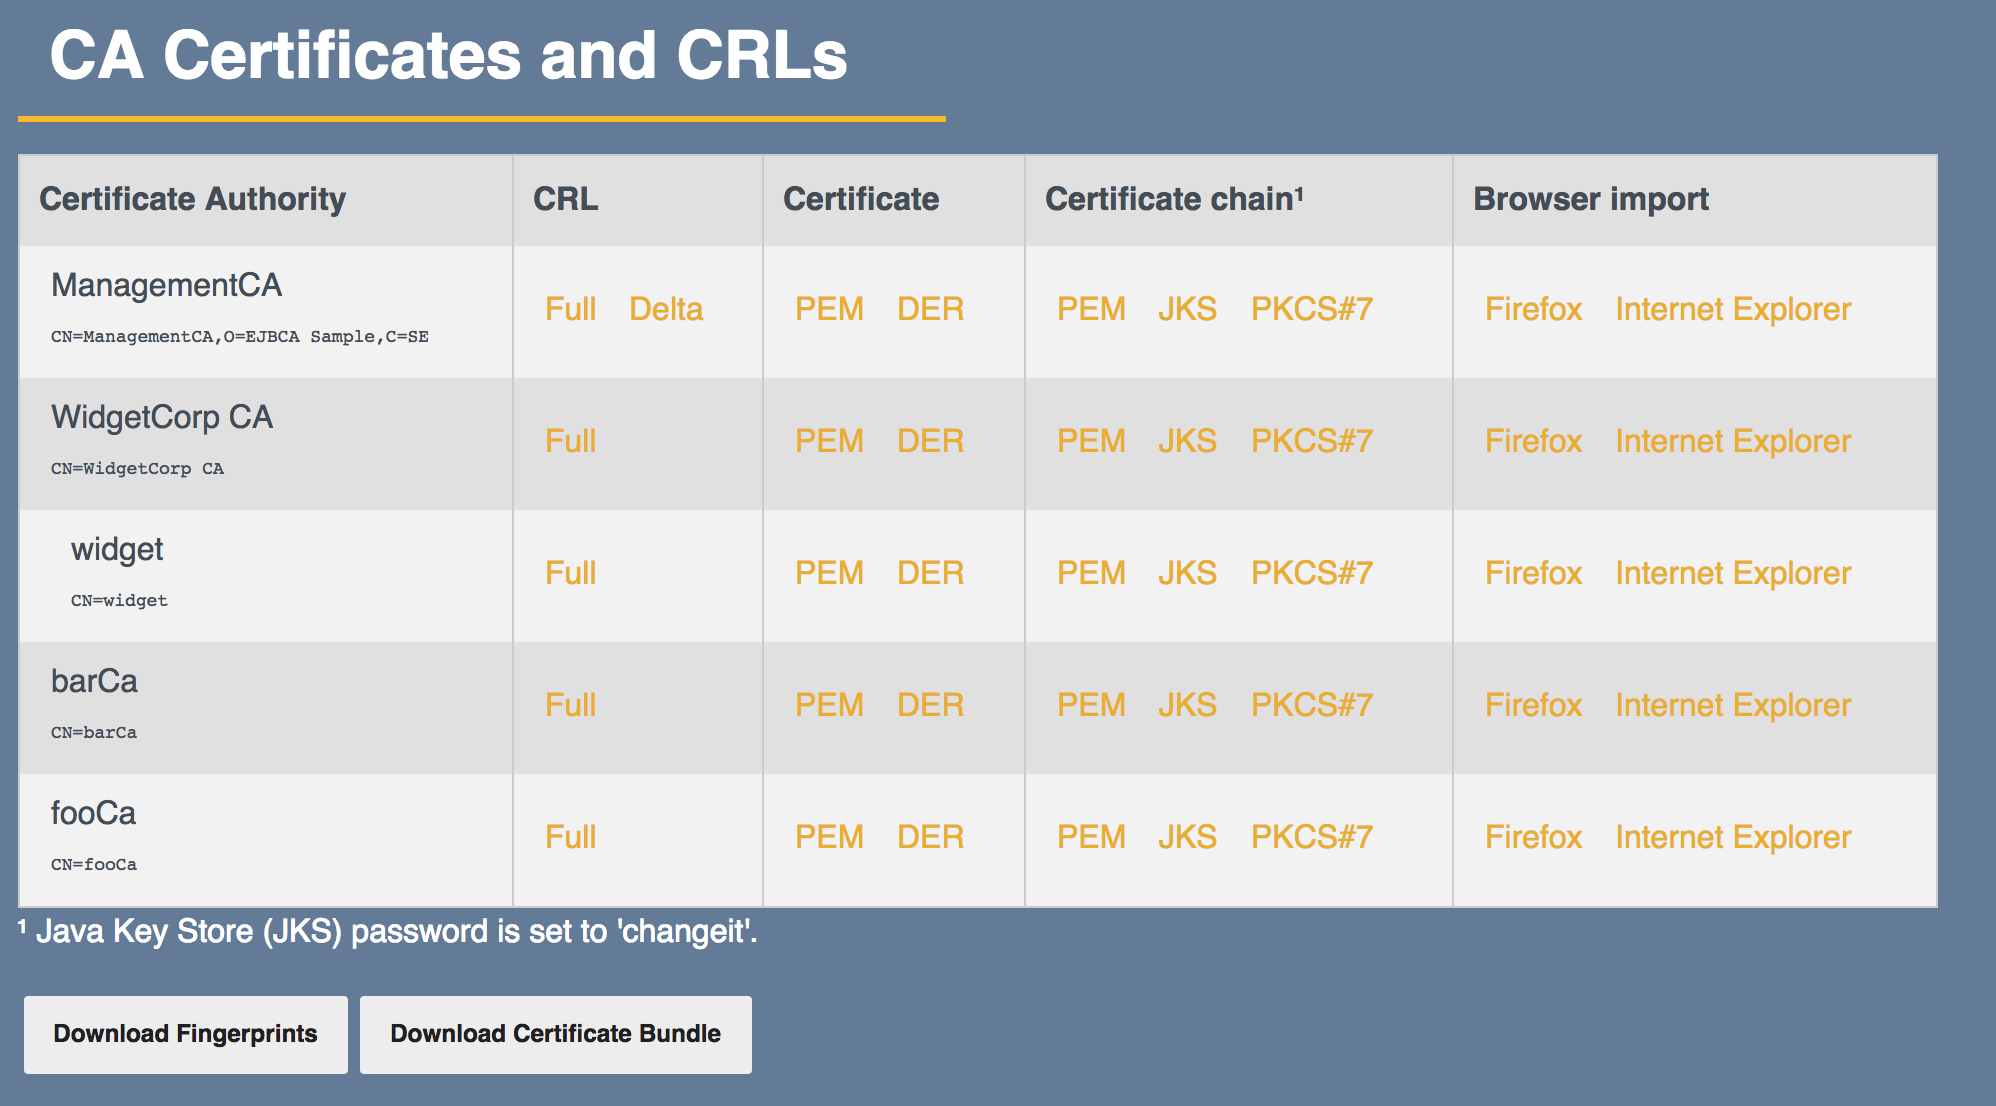 CA Certificates and CRLs
Certificate Authority CRL Certificate Certificate chain¹ Browser import
ManagementCA
CN=ManagementCA,O=EJBCA Sample,C=SE
Full Delta PEM DER PEM JKS PKCS#7 Firefox Internet Explorer
WidgetCorp CA
CN=WidgetCorp CA
Full PEM DER PEM JKS PKCS#7 Firefox Internet Explorer
widget
CN=widget
Full PEM DER PEM JKS PKCS#7 Firefox Internet Explorer
barCa
CN=barCa
Full PEM DER PEM JKS PKCS#7 Firefox Internet Explorer
fooCa
CN=fooCa
Full PEM DER PEM JKS PKCS#7 Firefox Internet Explorer
¹ Java Key Store (JKS) password is set to 'changeit'.
Download Fingerprints Download Certificate Bundle